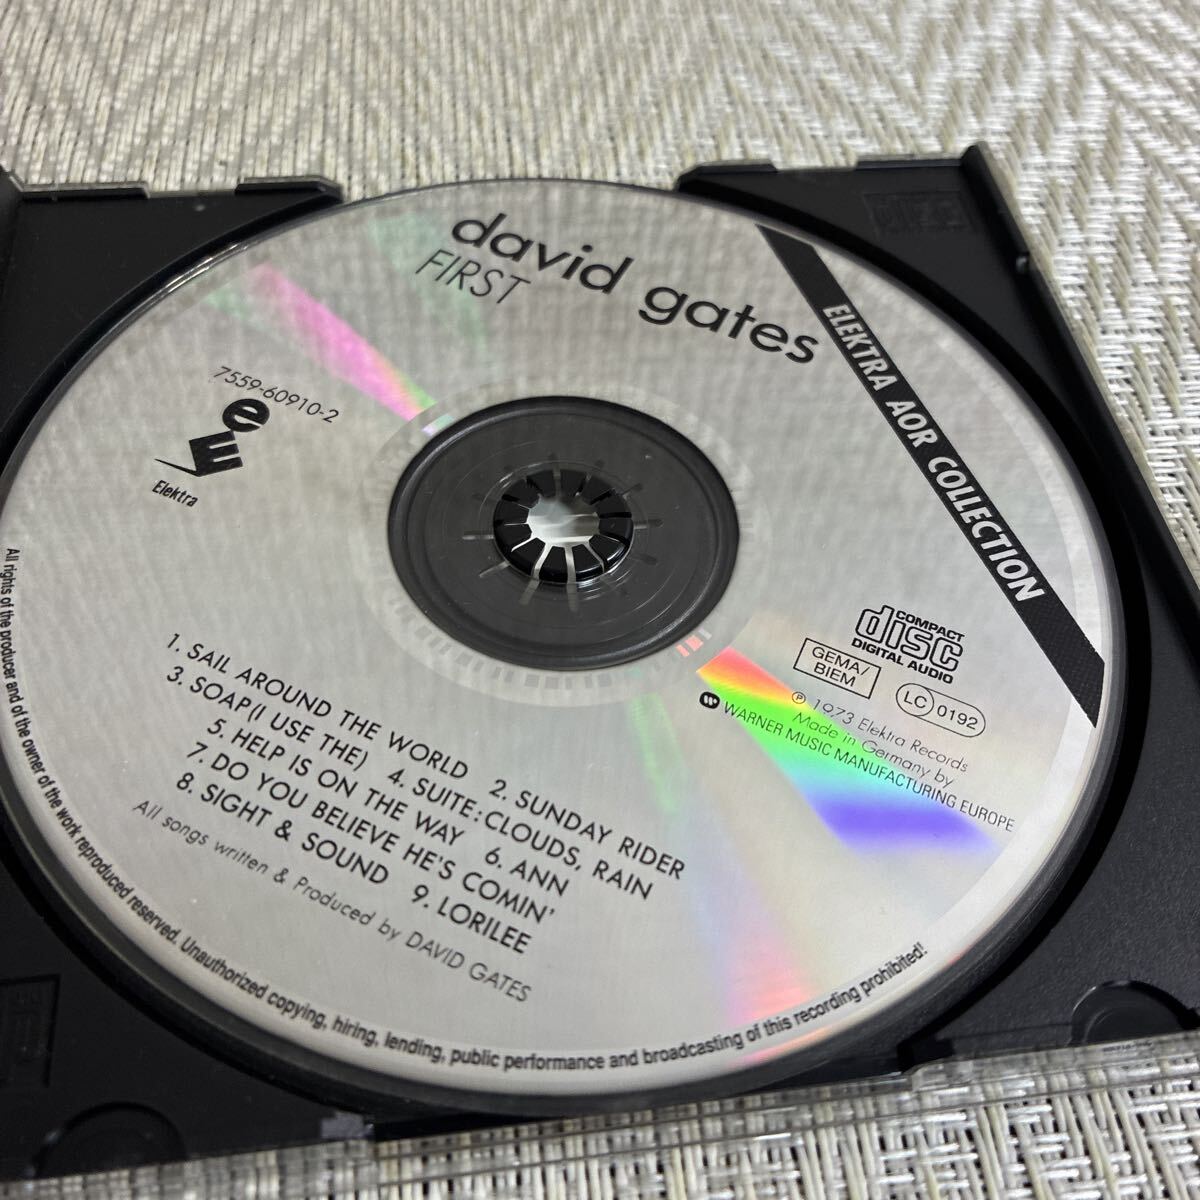 david gates
FIRST
ELEKTRA AOR COLLECTION
7559-60910-2
e E
Elektra
COMPACT
disc
DIGITAL AUDIO
GEMA/
BIEM
LC 0192
℗ 1973 Elektra Records
Made in Germany by
WARNER MUSIC MANUFACTURING EUROPE
1. SAIL AROUND THE WORLD 2. SUNDAY RIDER
3. SOAP(I USE THE) 4. SUITE:CLOUDS, RAIN
5. HELP IS ON THE WAY 6. ANN
7. DO YOU BELIEVE HE'S COMIN'
8. SIGHT & SOUND 9. LORILEE
All songs written & Produced by DAVID GATES
All rights of the producer and of the owner of the work reproduced reserved. Unauthorized copying, hiring, lending, public performance and broadcasting of this recording prohibited!